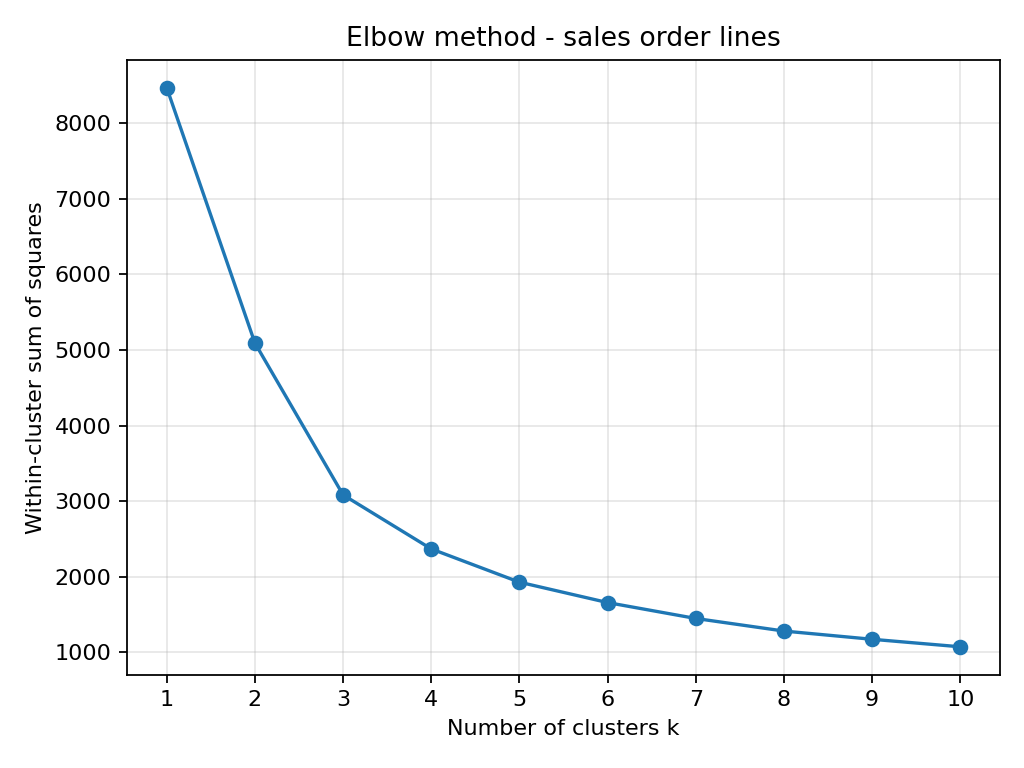 Elbow method - sales order lines
Within-cluster sum of squares
8000
7000
6000
5000
4000
3000
2000
1000
1 2 3 4 5 6 7 8 9 10
Number of clusters k